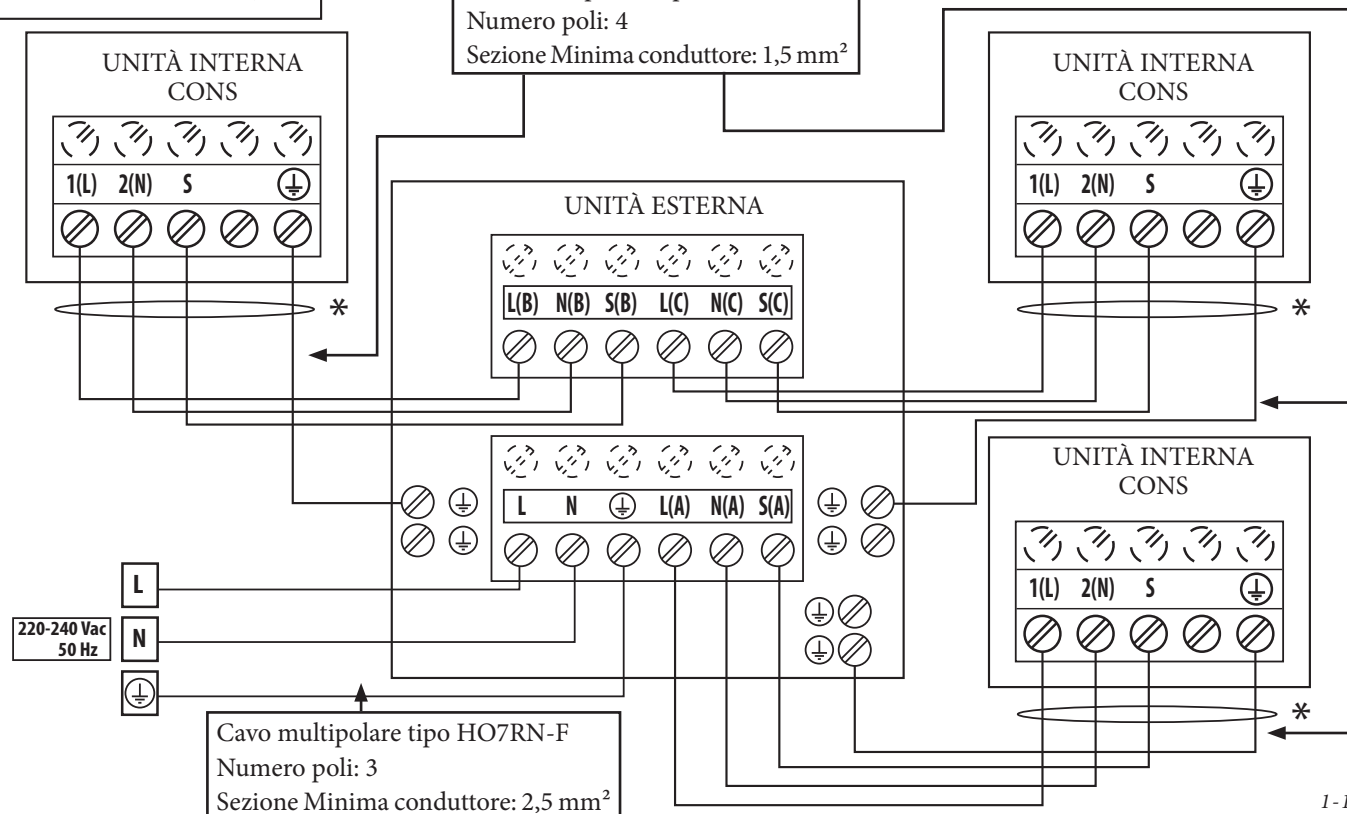 Numero poli: 4
Sezione Minima conduttore: 1,5 mm²
UNITÀ INTERNA
CONS
1(L) 2(N) S
*
UNITÀ INTERNA
CONS
1(L) 2(N) S
*
UNITÀ ESTERNA
L(B) N(B) S(B) L(C) N(C) S(C)
L N L(A) N(A) S(A)
UNITÀ INTERNA
CONS
1(L) 2(N) S
*
L
220-240 Vac
50 Hz
N
Cavo multipolare tipo HO7RN-F
Numero poli: 3
Sezione Minima conduttore: 2,5 mm²